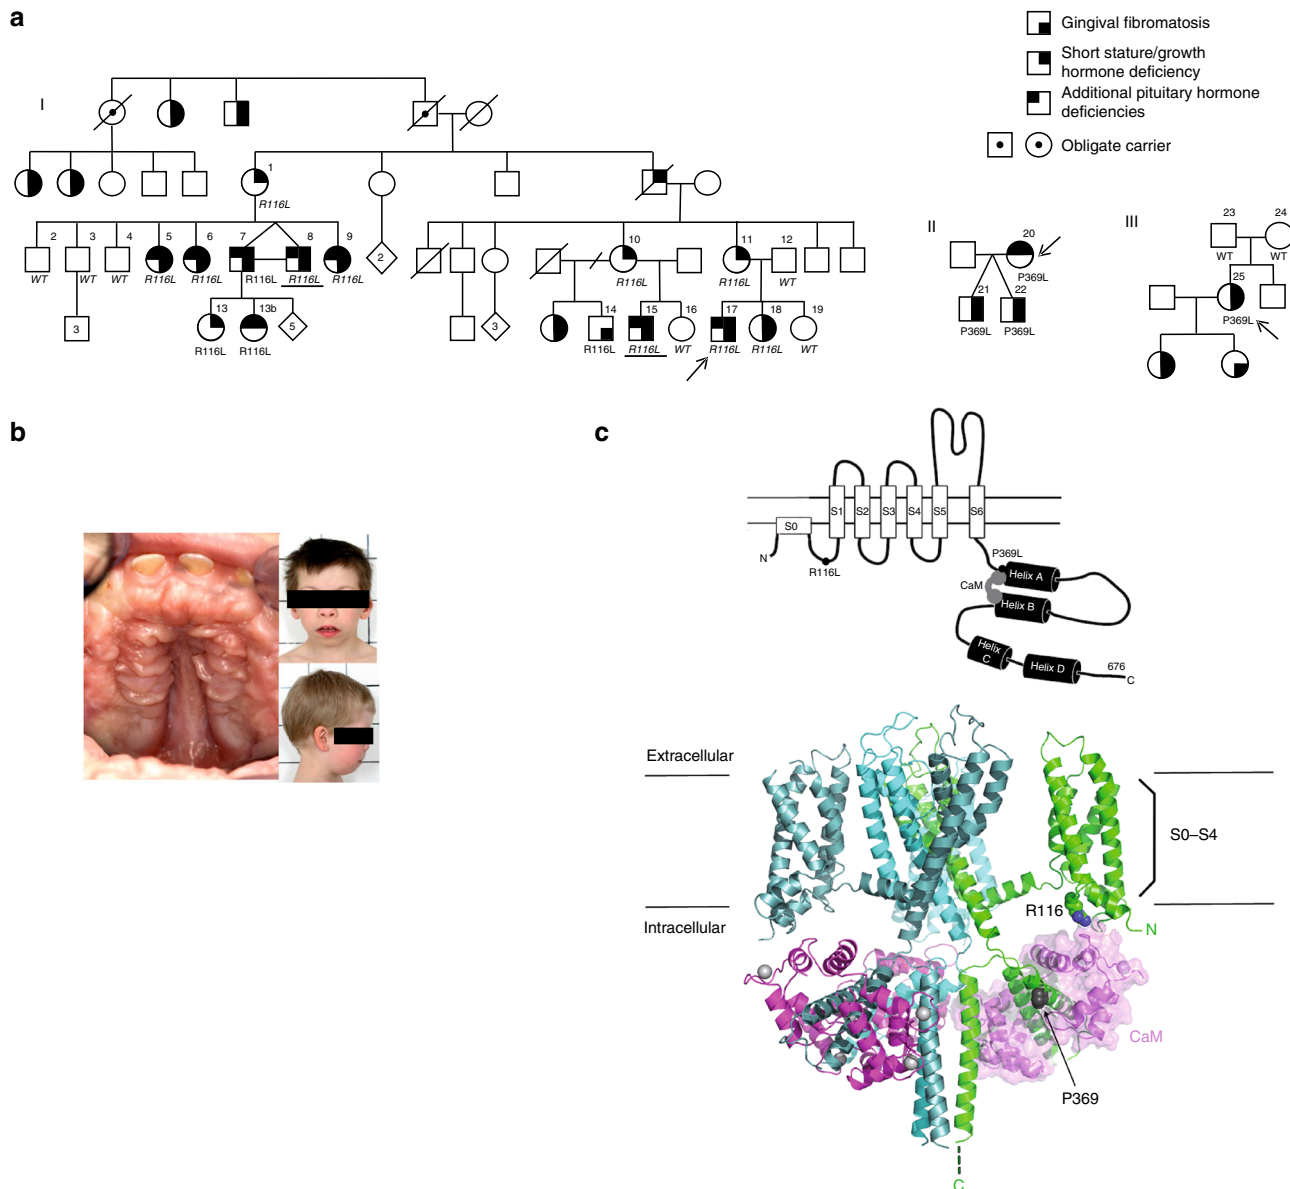 a
Gingival fibromatosis
Short stature/growth
hormone deficiency
Additional pituitary hormone
deficiencies
Obligate carrier
I
1
R116L
2 3 4 5 6 7 8 9
WT WT WT R116L R116L R116L R116L R116L
2
10 11 12
R116L R116L WT
3
13 13b 5
R116L R116L
3
14 15 16 17 18 19
R116L R116L WT R116L R116L WT
II
20
P369L
21 22
P369L P369L
III
23 24
WT WT
25
P369L
b
c
S0 S1 S2 S3 S4 S5 S6
N
R116L
P369L
CaM
Helix A
Helix B
Helix
C
Helix D
676
C
Extracellular
S0–S4
Intracellular
R116
N
CaM
P369
C